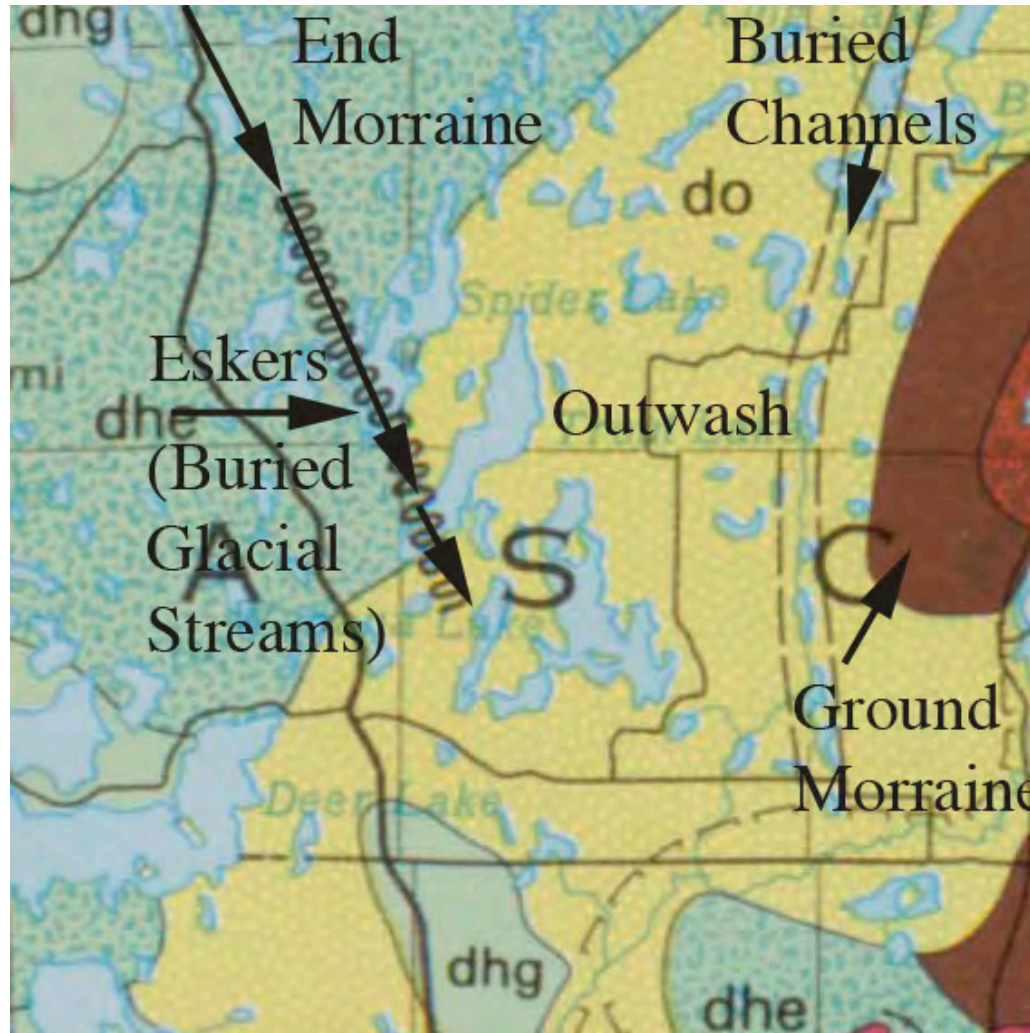 dhg
End
Morraine
Buried
Channels
do
Spider Lake
Eskers
mi
dhe
(Buried
Glacial
Streams)
Outwash
A
S
C
Lake
Ground
Morraine
Deer Lake
dhg
dhe